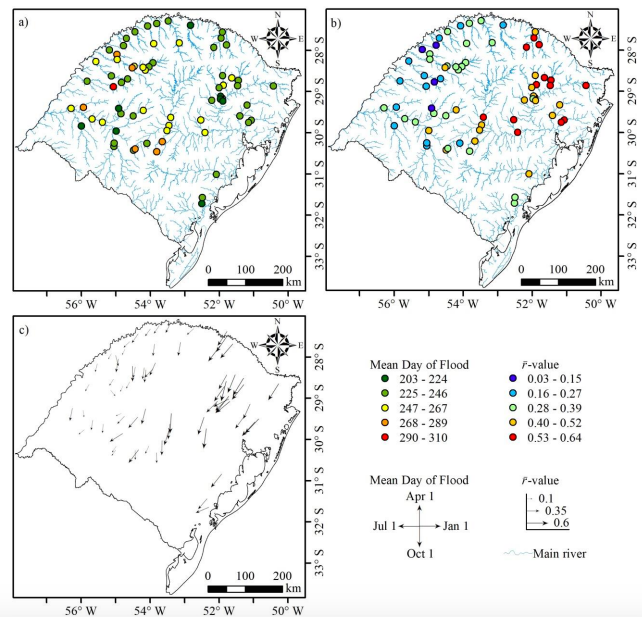 a)
N
W E
S
28° S
29° S
30° S
31° S
32° S
33° S
0 100 200
km
56° W 54° W 52° W 50° W
b)
N
W E
S
28° S
29° S
30° S
31° S
32° S
33° S
0 100 200
km
56° W 54° W 52° W 50° W
c)
N
W E
S
28° S
29° S
30° S
31° S
32° S
33° S
0 100 200
km
56° W 54° W 52° W 50° W
Mean Day of Flood
203 - 224
225 - 246
247 - 267
268 - 289
290 - 310
r̄-value
0.03 - 0.15
0.16 - 0.27
0.28 - 0.39
0.40 - 0.52
0.53 - 0.64
Mean Day of Flood
Apr 1
Jul 1 Jan 1
Oct 1
r̄-value
0.1
0.35
0.6
Main river